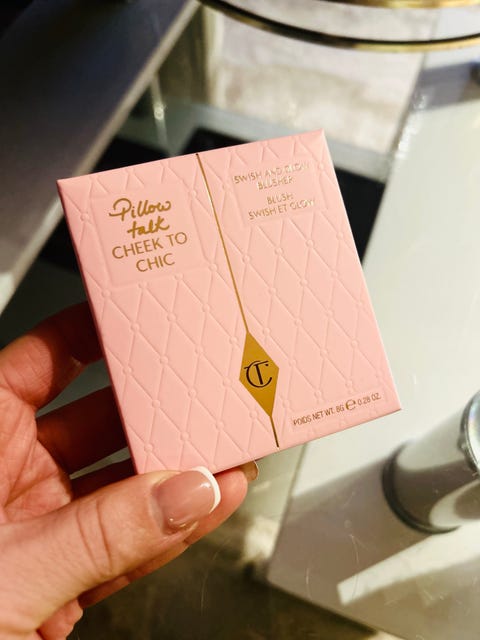 Pillow
talk
CHEEK TO
CHIC
SWISH AND GLOW
BLUSHER
BLUSH
SWISH ET GLOW
CT
POIDS NET WT. 8G ℮ 0.28 OZ.